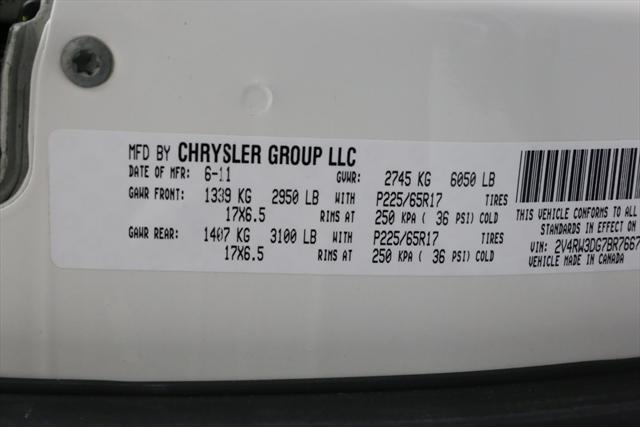 MFD BY CHRYSLER GROUP LLC
DATE OF MFR: 6-11 GVWR: 2745 KG 6050 LB
GAWR FRONT: 1339 KG 2950 LB WITH P225/65R17 TIRES
17X6.5 RIMS AT 250 KPA ( 36 PSI) COLD
GAWR REAR: 1407 KG 3100 LB WITH P225/65R17 TIRES
17X6.5 RIMS AT 250 KPA ( 36 PSI) COLD
THIS VEHICLE CONFORMS TO ALL
STANDARDS IN EFFECT ON
VIN: 2V4RW3DG7BR7667
VEHICLE MADE IN CANADA